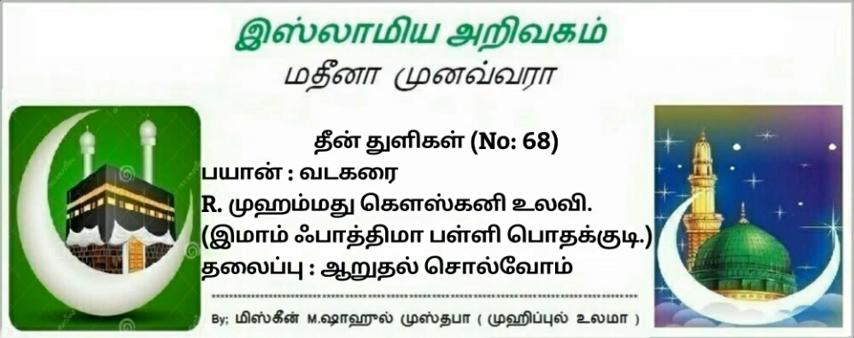 இஸ்லாமிய அறிவகம்
மதீனா முனவ்வரா
தீன் துளிகள் (No: 68)
பயான் : வடகரை
R. முஹம்மது கௌஸ்கனி உலவி.
(இமாம் ஃபாத்திமா பள்ளி பொதக்குடி.)
தலைப்பு : ஆறுதல் சொல்வோம்
By; மிஸ்கீன் M.ஷாஹுல் முஸ்தபா ( முஹிப்புல் உலமா )